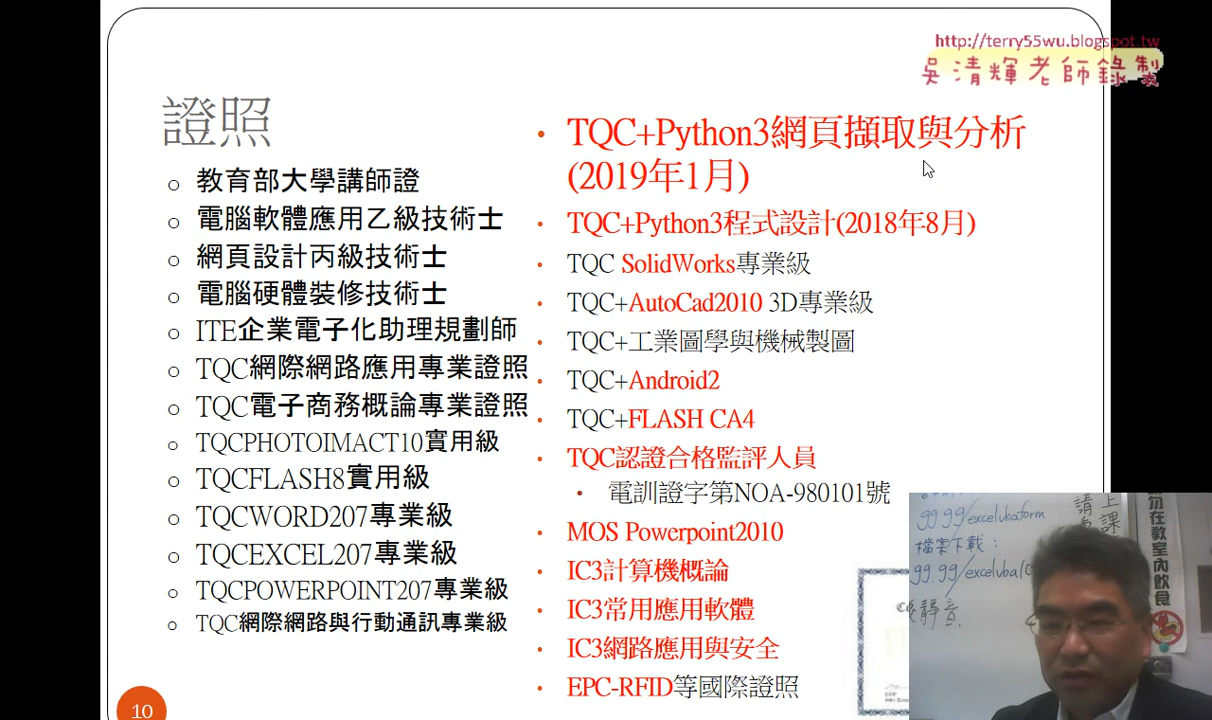 http://terry55wu.blogspot.tw
吳清輝老師錄製
證照
教育部大學講師證
電腦軟體應用乙級技術士
網頁設計丙級技術士
電腦硬體裝修技術士
ITE企業電子化助理規劃師
TQC網際網路應用專業證照
TQC電子商務概論專業證照
TQCPHOTOIMACT10實用級
TQCFLASH8實用級
TQCWORD207專業級
TQCEXCEL207專業級
TQCPOWERPOINT207專業級
TQC網際網路與行動通訊專業級
TQC+Python3網頁擷取與分析
(2019年1月)
TQC+Python3程式設計(2018年8月)
TQC SolidWorks專業級
TQC+AutoCad2010 3D專業級
TQC+工業圖學與機械製圖
TQC+Android2
TQC+FLASH CA4
TQC認證合格監評人員
電訓證字第NOA-980101號
MOS Powerpoint2010
IC3計算機概論
IC3常用應用軟體
IC3網路應用與安全
EPC-RFID等國際證照
10
gg.gg/excelvbaform
檔案下載:
gg.gg/excelvba
靜音
上課
請
勿在教室內飲食